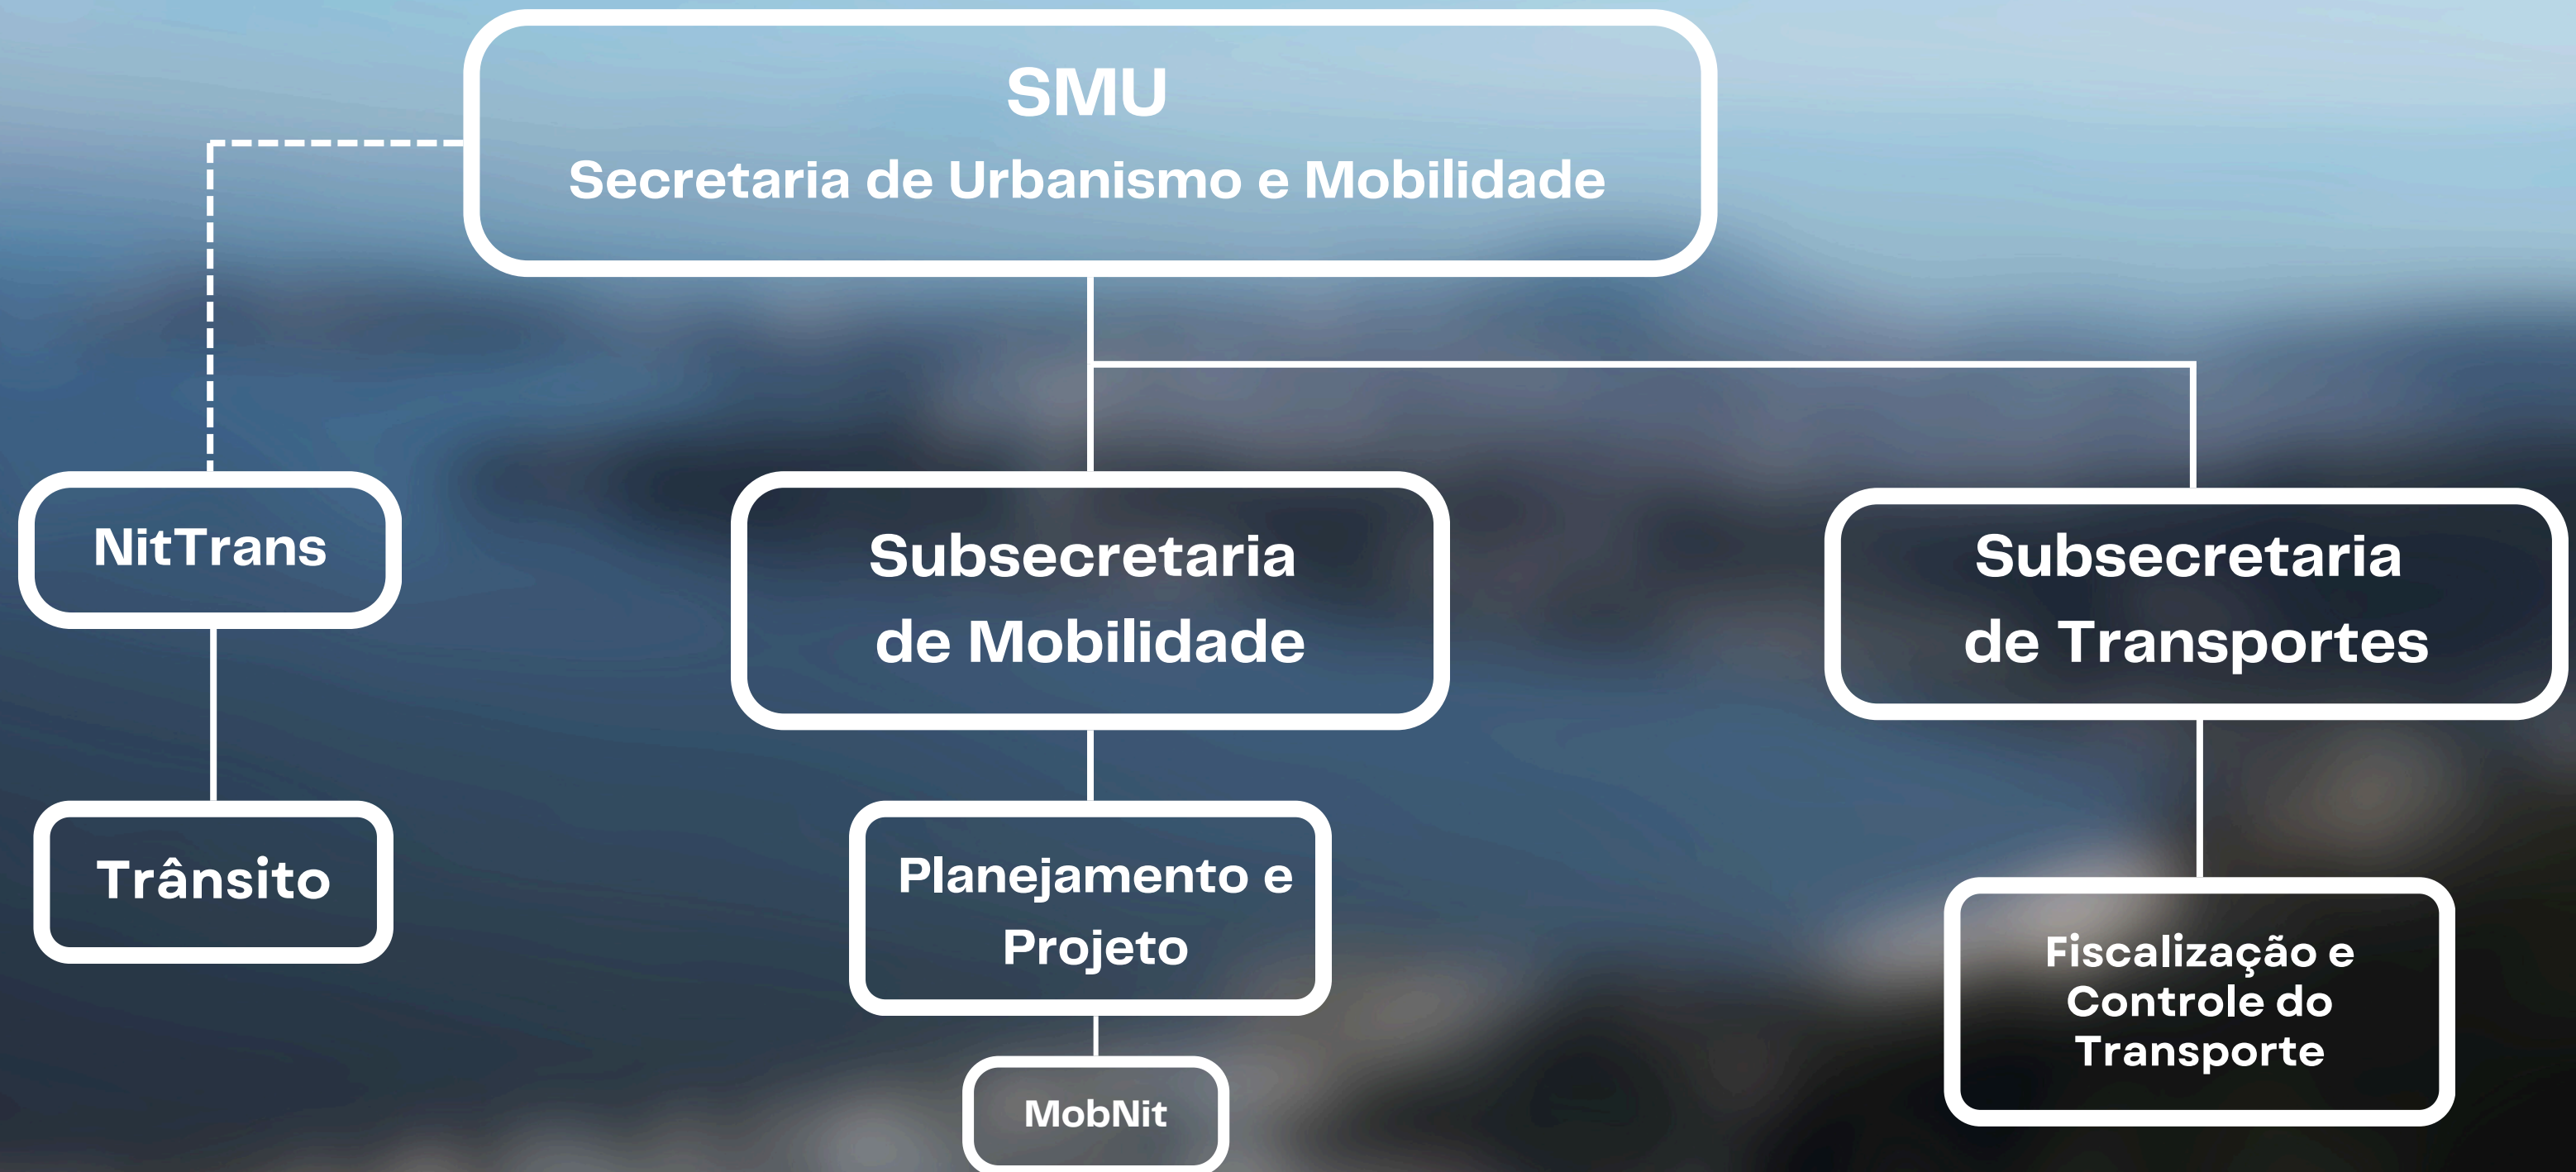 SMU
Secretaria de Urbanismo e Mobilidade
NitTrans
Subsecretaria
de Mobilidade
Subsecretaria
de Transportes
Trânsito
Planejamento e
Projeto
Fiscalização e
Controle do
Transporte
MobNit